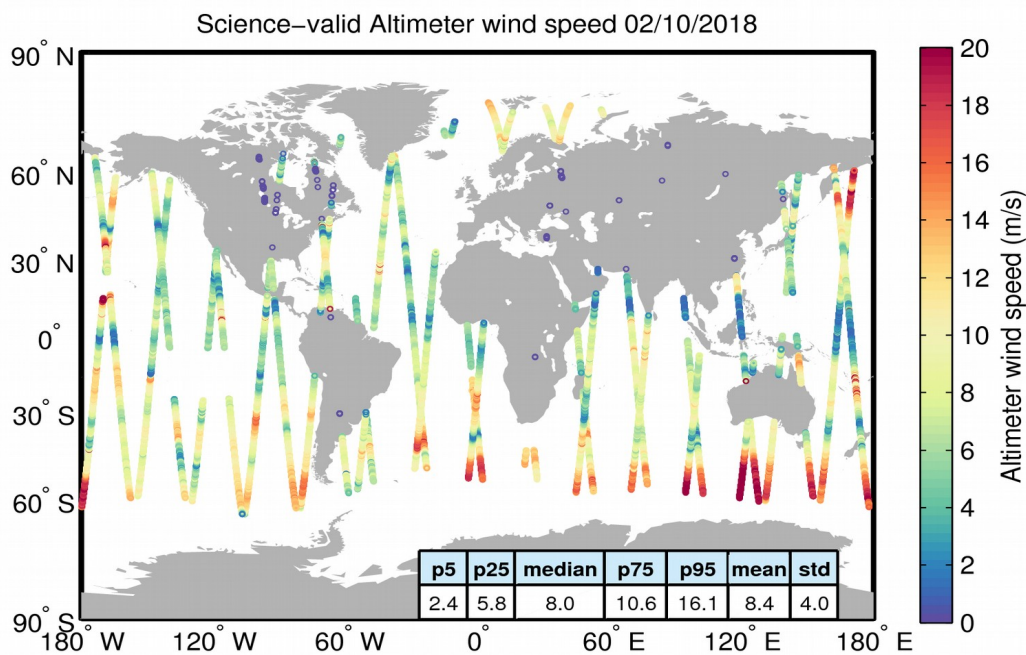 Science−valid Altimeter wind speed 02/10/2018
90° N
60° N
30° N
0°
30° S
60° S
90° S
180° W
120° W
60° W
0°
60° E
120° E
180° E
p5 p25 median p75 p95 mean std
2.4 5.8 8.0 10.6 16.1 8.4 4.0
20
18
16
14
12
10
8
6
4
2
0
Altimeter wind speed (m/s)